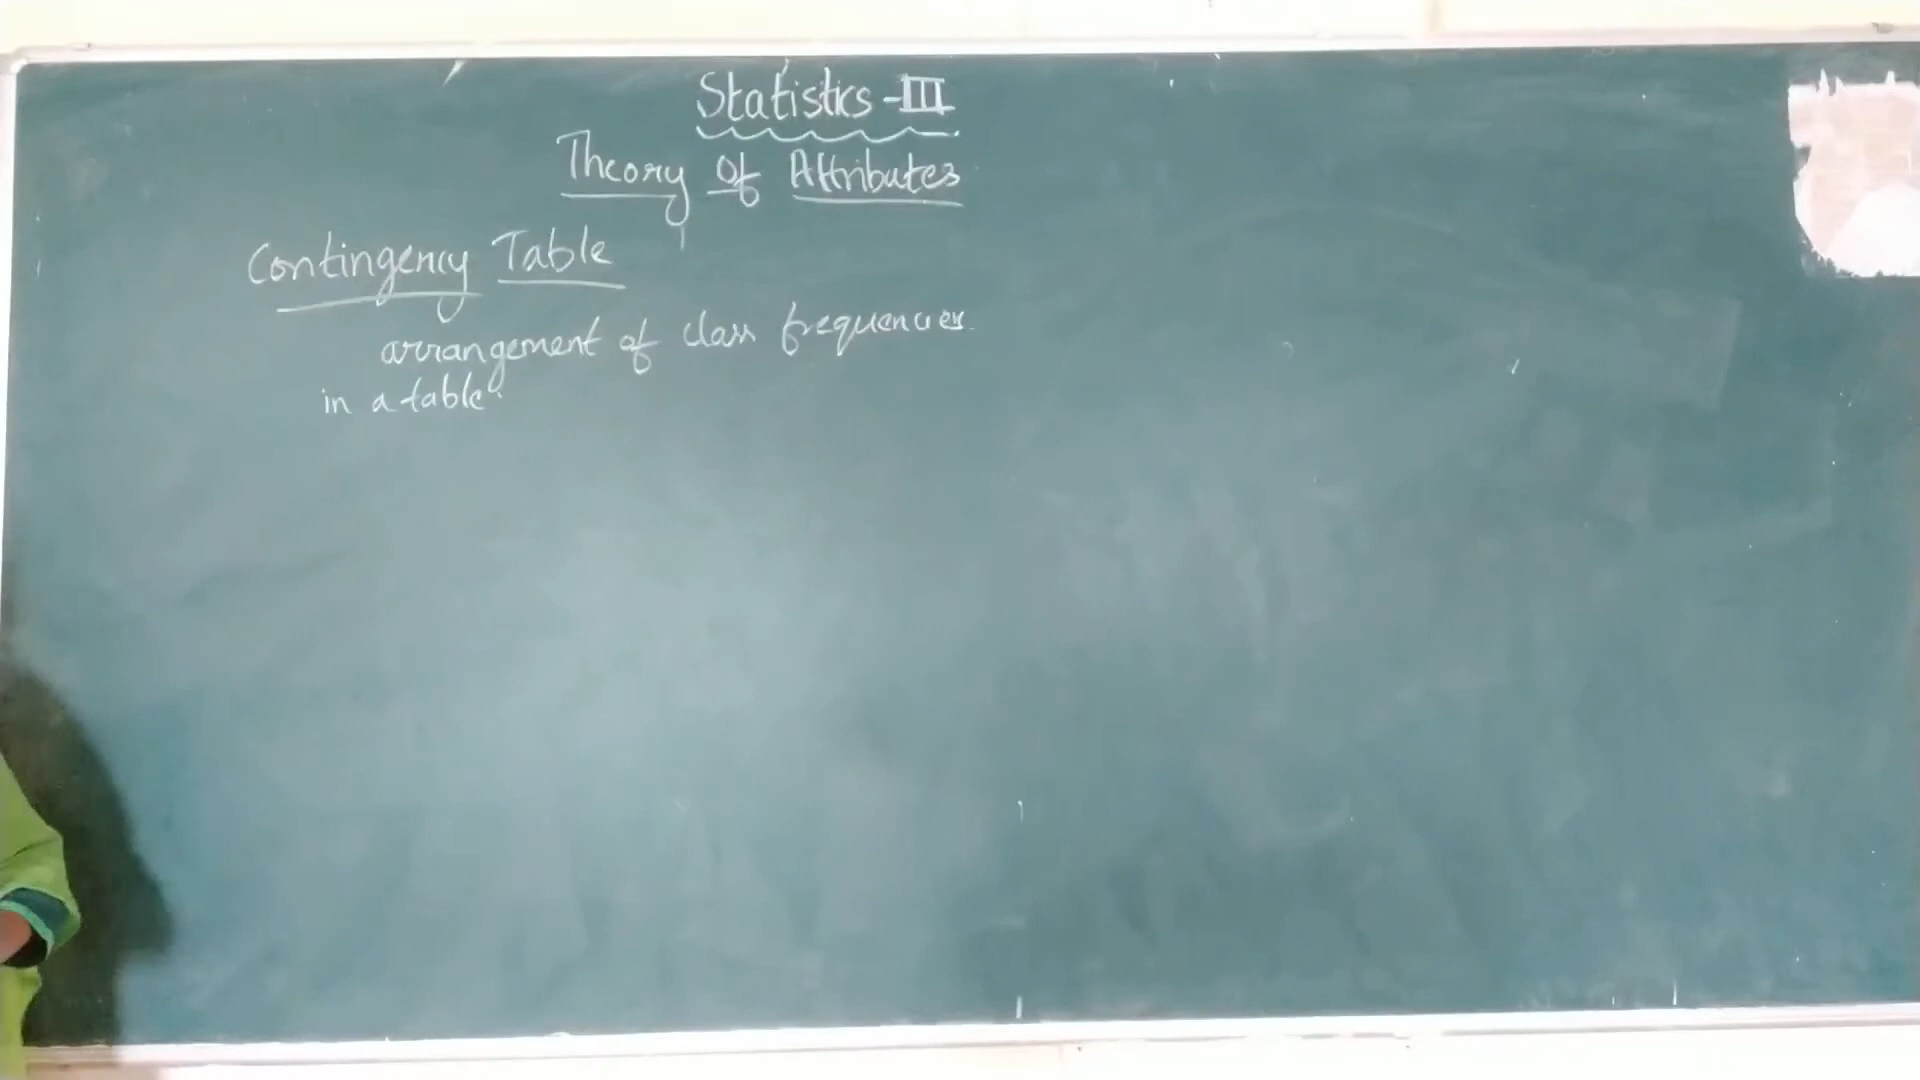 Statistics-III
Theory of Attributes
Contingency Table
arrangement of class frequencies.
in a table.